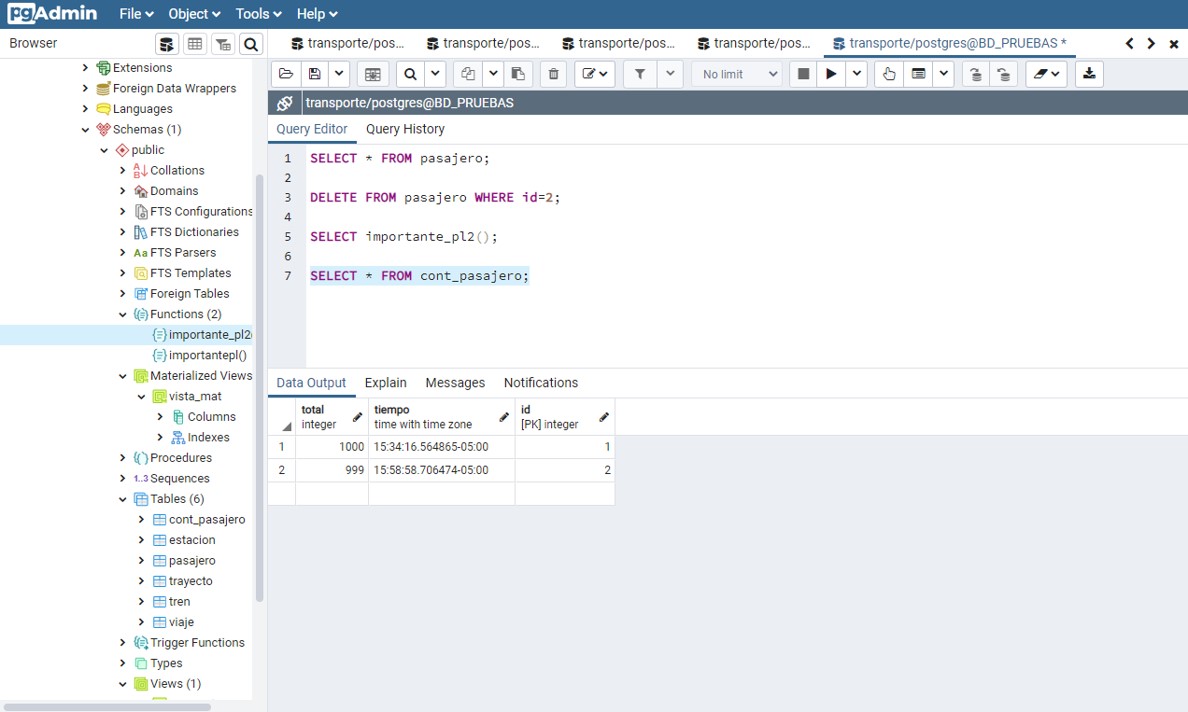 pgAdmin File Object Tools Help
Browser
transporte/pos... transporte/pos... transporte/pos... transporte/pos... transporte/postgres@BD_PRUEBAS *
No limit
transporte/postgres@BD_PRUEBAS
Query Editor Query History
1 SELECT * FROM pasajero;
2
3 DELETE FROM pasajero WHERE id=2;
4
5 SELECT importante_pl2();
6
7 SELECT * FROM cont_pasajero;
Data Output Explain Messages Notifications
total tiempo id
integer time with time zone [PK] integer
1 1000 15:34:16.564865-05:00 1
2 999 15:58:58.706474-05:00 2
Extensions
Foreign Data Wrappers
Languages
Schemas (1)
public
Collations
Domains
FTS Configurations
FTS Dictionaries
Aa FTS Parsers
FTS Templates
Foreign Tables
Functions (2)
importante_pl2(
importantepl()
Materialized Views
vista_mat
Columns
Indexes
Procedures
1..3 Sequences
Tables (6)
cont_pasajero
estacion
pasajero
trayecto
tren
viaje
Trigger Functions
Types
Views (1)